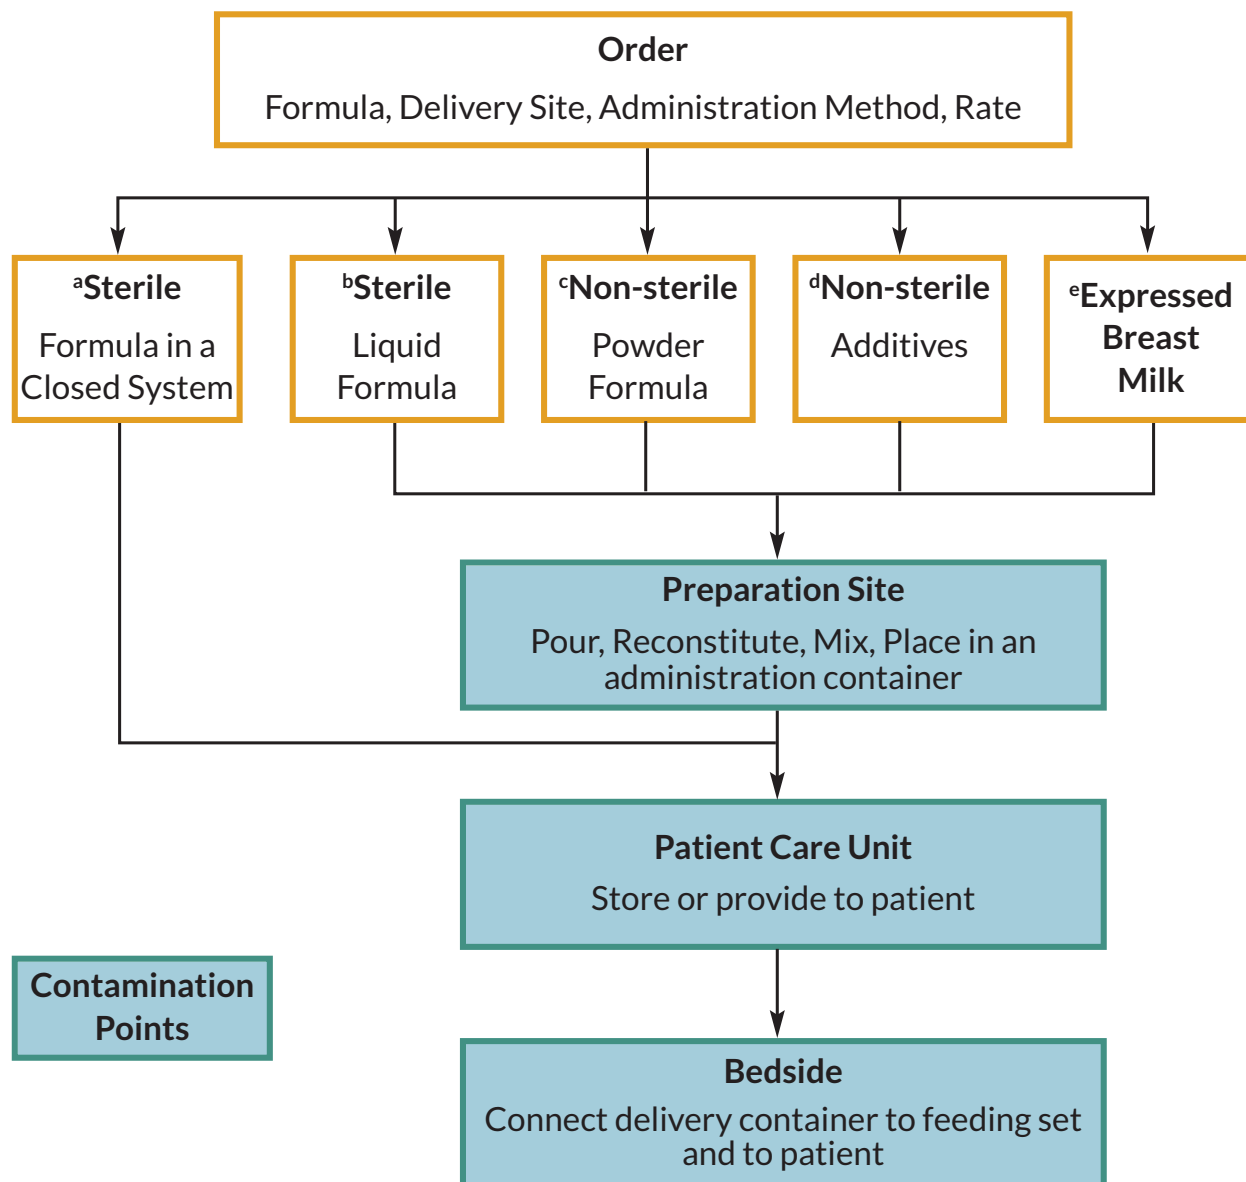 Order
Formula, Delivery Site, Administration Method, Rate
ᵃSterile
Formula in a
Closed System
ᵇSterile
Liquid
Formula
ᶜNon-sterile
Powder
Formula
ᵈNon-sterile
Additives
ᵉExpressed
Breast
Milk
Preparation Site
Pour, Reconstitute, Mix, Place in an
administration container
Patient Care Unit
Store or provide to patient
Contamination
Points
Bedside
Connect delivery container to feeding set
and to patient